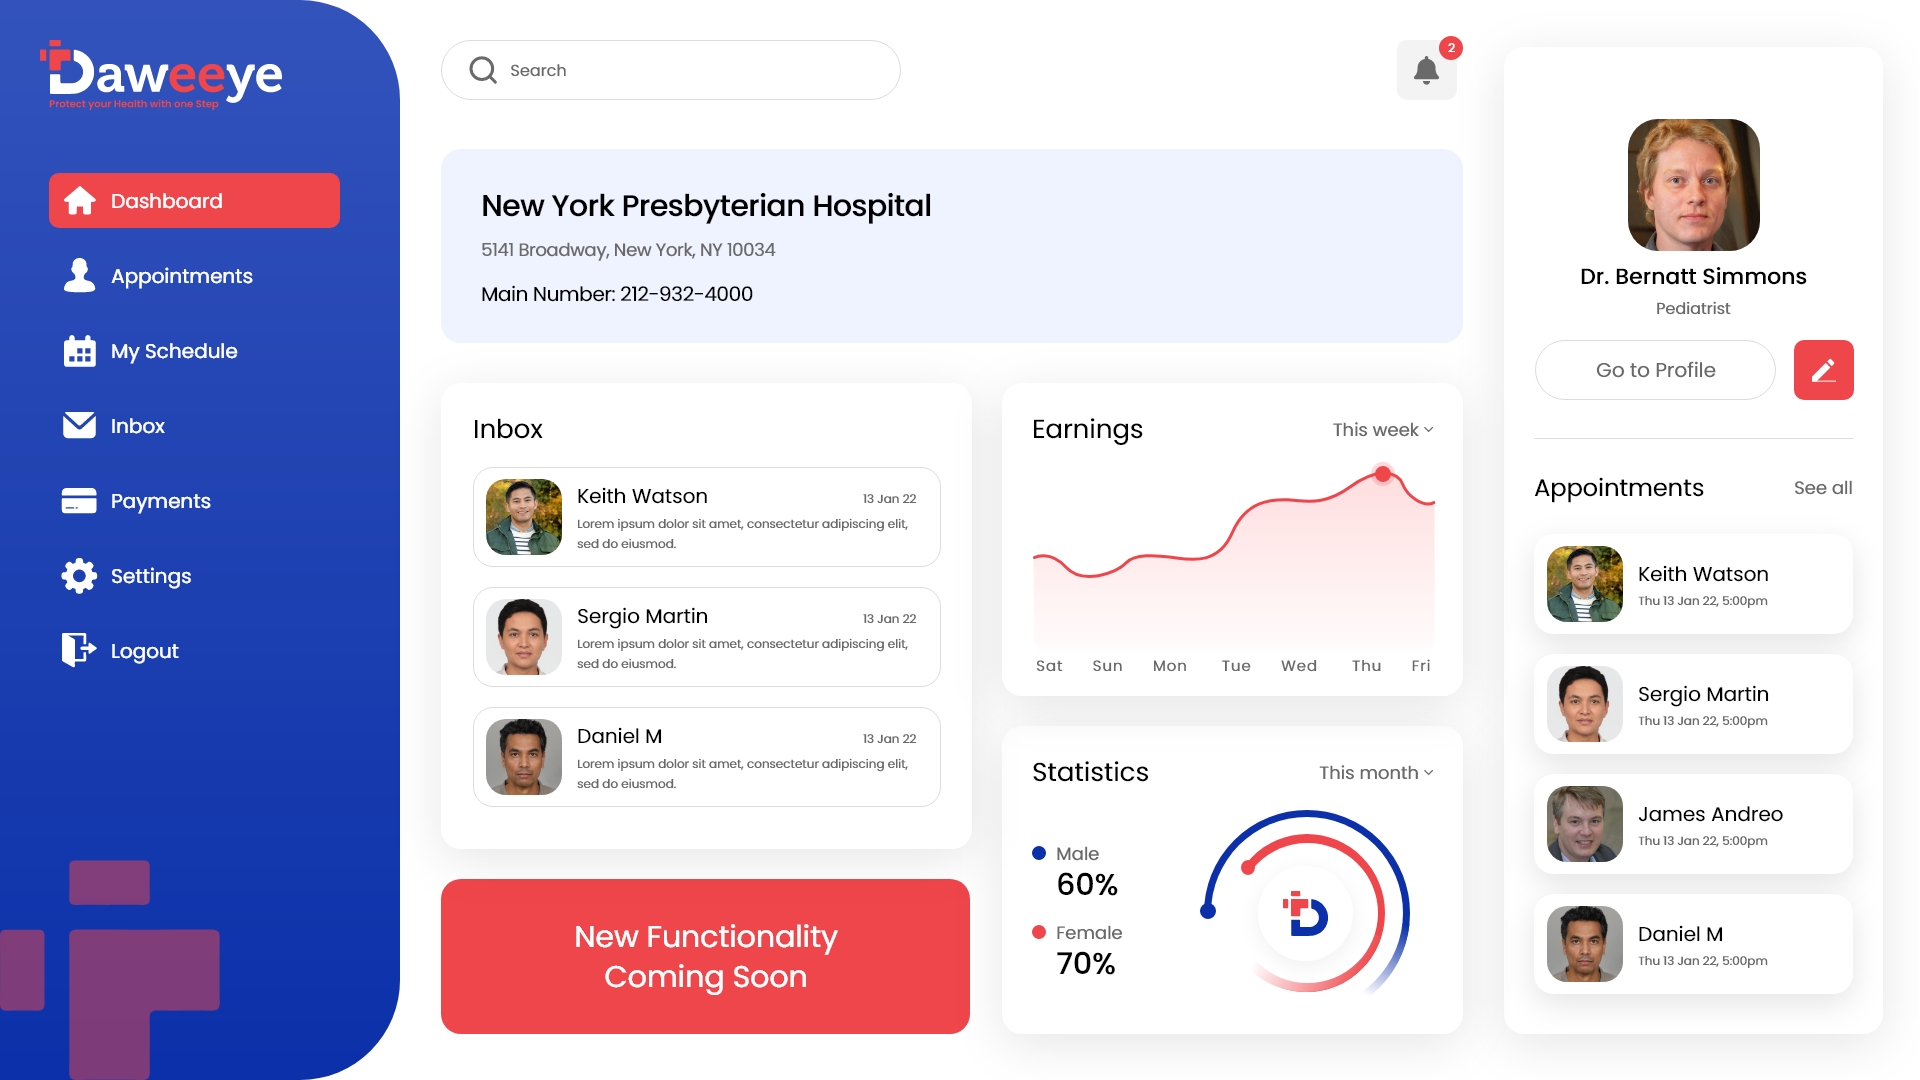 Daweeye
Protect your Health with one Step
Dashboard
Appointments
My Schedule
Inbox
Payments
Settings
Logout
Search
2
New York Presbyterian Hospital
5141 Broadway, New York, NY 10034
Main Number: 212-932-4000
Inbox
Keith Watson
13 Jan 22
Lorem ipsum dolor sit amet, consectetur adipiscing elit,
sed do eiusmod.
Sergio Martin
13 Jan 22
Lorem ipsum dolor sit amet, consectetur adipiscing elit,
sed do eiusmod.
Daniel M
13 Jan 22
Lorem ipsum dolor sit amet, consectetur adipiscing elit,
sed do eiusmod.
New Functionality
Coming Soon
Earnings
This week
Sat Sun Mon Tue Wed Thu Fri
Statistics
This month
Male
60%
Female
70%
D
Dr. Bernatt Simmons
Pediatrist
Go to Profile
Appointments
See all
Keith Watson
Thu 13 Jan 22, 5:00pm
Sergio Martin
Thu 13 Jan 22, 5:00pm
James Andreo
Thu 13 Jan 22, 5:00pm
Daniel M
Thu 13 Jan 22, 5:00pm